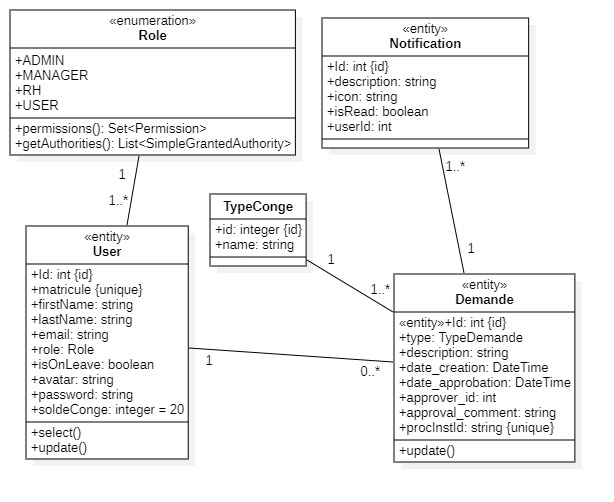 «enumeration»
Role
+ADMIN
+MANAGER
+RH
+USER
+permissions(): Set<Permission>
+getAuthorities(): List<SimpleGrantedAuthority>
«entity»
Notification
+Id: int {id}
+description: string
+icon: string
+isRead: boolean
+userId: int
1
1..*
1..*
1
TypeConge
+id: integer {id}
+name: string
1
1..*
«entity»
User
+Id: int {id}
+matricule {unique}
+firstName: string
+lastName: string
+email: string
+role: Role
+isOnLeave: boolean
+avatar: string
+password: string
+soldeConge: integer = 20
+select()
+update()
1
0..*
«entity»
Demande
«entity»+Id: int {id}
+type: TypeDemande
+description: string
+date_creation: DateTime
+date_approbation: DateTime
+approver_id: int
+approval_comment: string
+procInstId: string {unique}
+update()